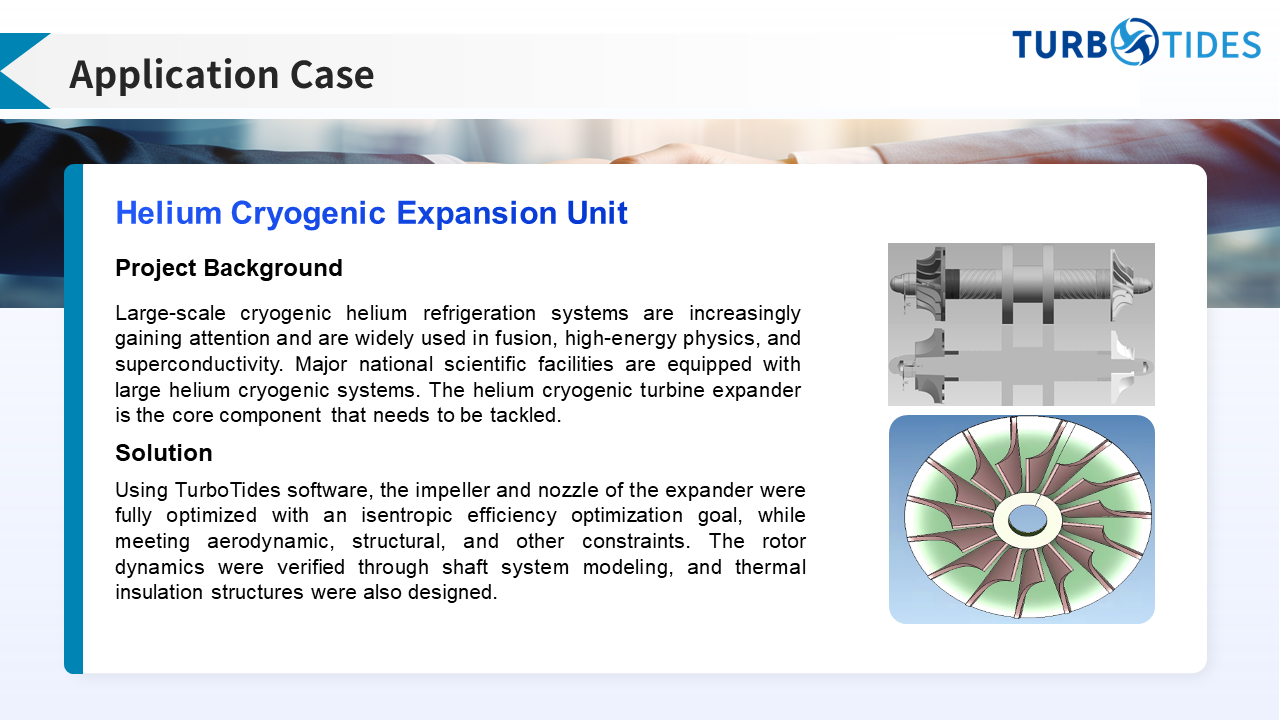 TURBOTIDES
Application Case
Helium Cryogenic Expansion Unit
Project Background
Large-scale cryogenic helium refrigeration systems are increasingly
gaining attention and are widely used in fusion, high-energy physics, and
superconductivity. Major national scientific facilities are equipped with
large helium cryogenic systems. The helium cryogenic turbine expander
is the core component that needs to be tackled.
Solution
Using TurboTides software, the impeller and nozzle of the expander were
fully optimized with an isentropic efficiency optimization goal, while
meeting aerodynamic, structural, and other constraints. The rotor
dynamics were verified through shaft system modeling, and thermal
insulation structures were also designed.